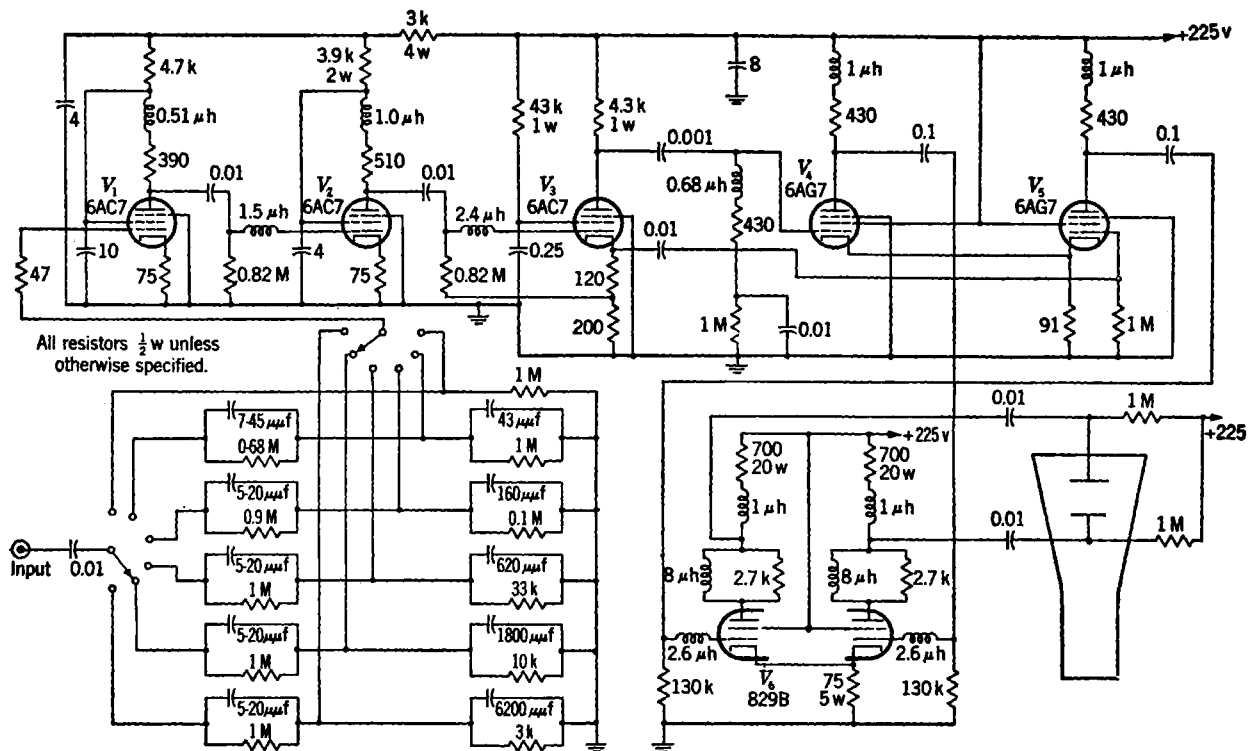 3 k
4 w
+225 v
4.7 k
3.9 k
2 w
8
1 μh
1 μh
4
0.51 μh
1.0 μh
43 k
1 w
4.3 k
1 w
430
430
0.1
0.1
390
510
0.001
0.01
0.01
0.68 μh
V1
6AC7
V2
6AC7
V3
6AC7
V4
6AG7
V5
6AG7
1.5 μh
2.4 μh
430
0.01
47
10
75
0.82 M
4
75
0.82 M
0.25
120
200
1 M
0.01
91
1 M
All resistors ½ w unless
otherwise specified.
1 M
7-45 μμf
0-68 M
43 μμf
1 M
5-20 μμf
0.9 M
160 μμf
0.1 M
5-20 μμf
1 M
620 μμf
33 k
5-20 μμf
1 M
1800 μμf
10 k
5-20 μμf
1 M
6200 μμf
3 k
Input
0.01
0.01
1 M
+225
+225 v
700
20 w
700
20 w
1 μh
1 μh
0.01
1 M
8 μh
2.7 k
8 μh
2.7 k
2.6 μh
2.6 μh
130 k
V6
829B
75
5 w
130 k